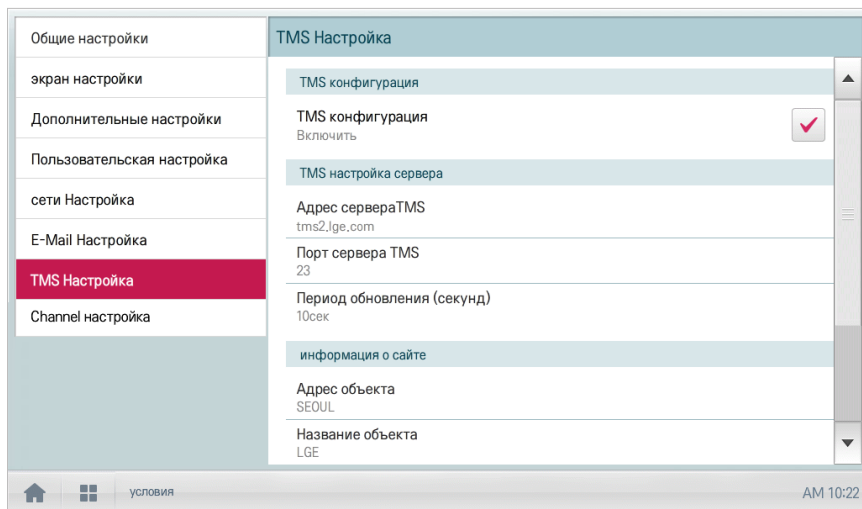 Общие настройки
экран настройки
Дополнительные настройки
Пользовательская настройка
сети Настройка
E-Mail Настройка
TMS Настройка
Channel настройка
TMS Настройка
TMS конфигурация
TMS конфигурация
Включить
TMS настройка сервера
Адрес сервераTMS
tms2.lge.com
Порт сервера TMS
23
Период обновления (секунд)
10сек
информация о сайте
Адрес объекта
SEOUL
Название объекта
LGE
условия
AM 10:22